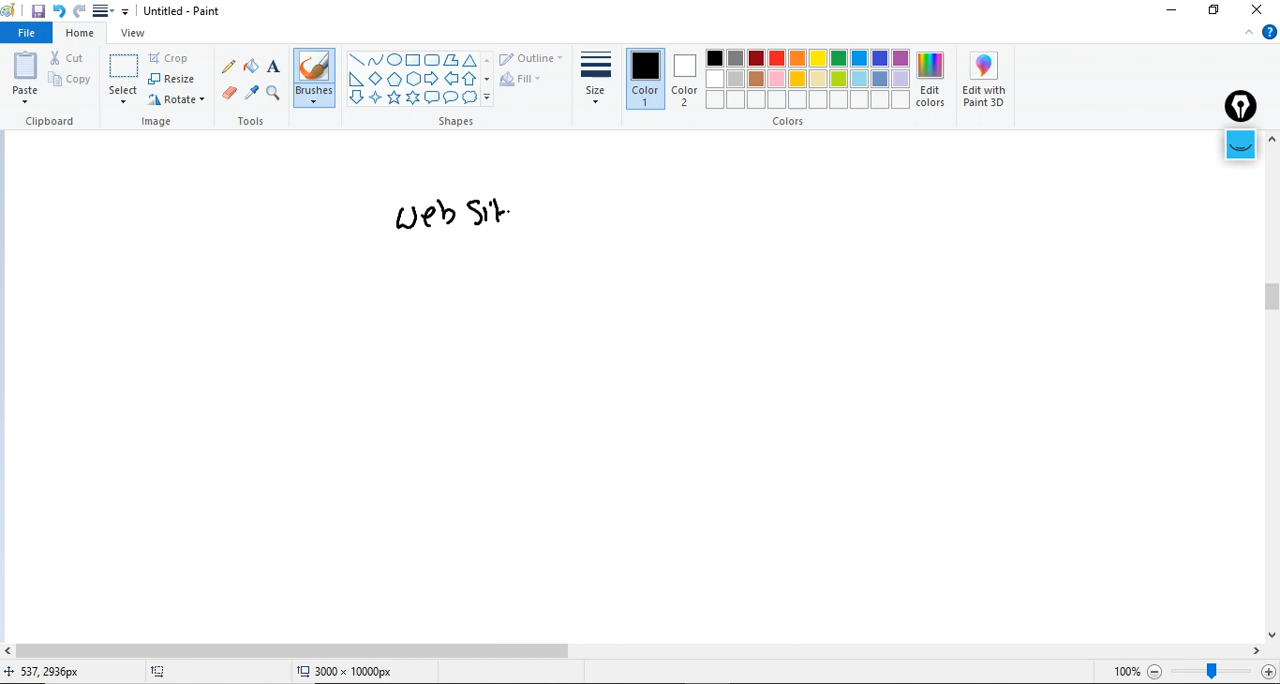 Untitled - Paint
File Home View
Paste
Cut
Copy
Clipboard
Select
Crop
Resize
Rotate
Image
A
Tools
Brushes
Shapes
Outline
Fill
Size
Color 1
Color 2
Edit colors
Colors
Edit with Paint 3D
Web Sit
537, 2936px
3000 × 10000px
100%